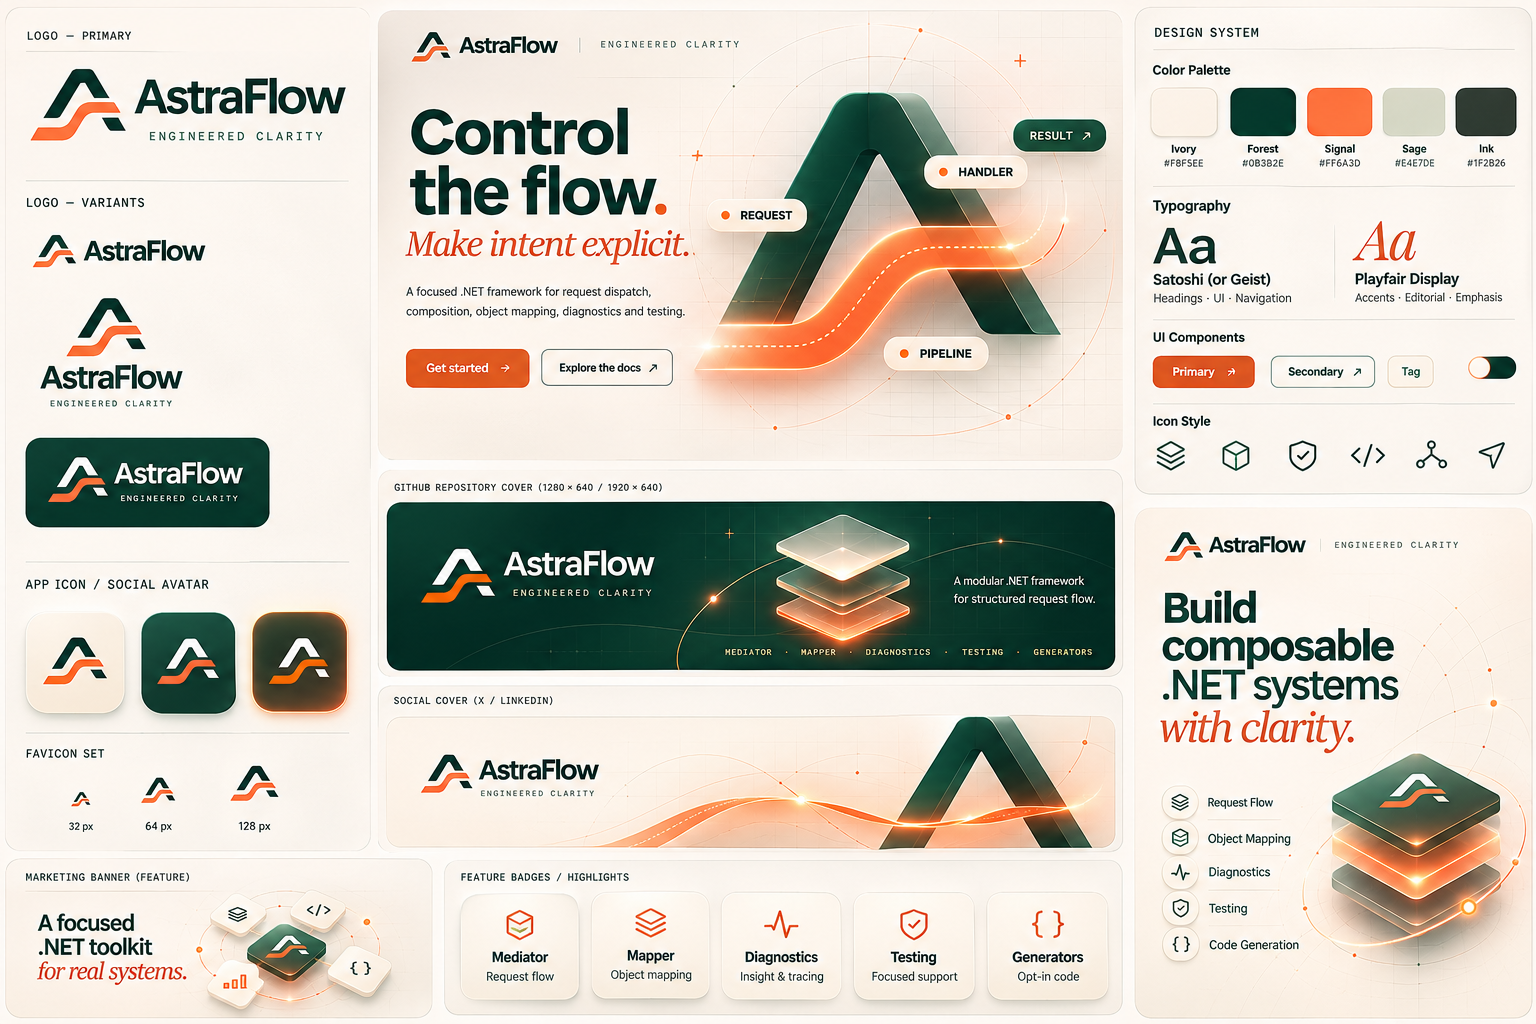 LOGO — PRIMARY
AstraFlow
ENGINEERED CLARITY
LOGO — VARIANTS
AstraFlow
AstraFlow
ENGINEERED CLARITY
AstraFlow
ENGINEERED CLARITY
APP ICON / SOCIAL AVATAR
FAVICON SET
32 px
64 px
128 px
AstraFlow
ENGINEERED CLARITY
Control
the flow.
Make intent explicit.
A focused .NET framework for request dispatch,
composition, object mapping, diagnostics and testing.
Get started →
Explore the docs ↗
REQUEST
HANDLER
RESULT ↗
PIPELINE
GITHUB REPOSITORY COVER (1280 × 640 / 1920 × 640)
AstraFlow
ENGINEERED CLARITY
A modular .NET framework
for structured request flow.
MEDIATOR · MAPPER · DIAGNOSTICS · TESTING · GENERATORS
SOCIAL COVER (X / LINKEDIN)
AstraFlow
ENGINEERED CLARITY
DESIGN SYSTEM
Color Palette
Ivory
#F8F5EE
Forest
#0B3B2E
Signal
#FF6A3D
Sage
#E4E7DE
Ink
#1F2B26
Typography
Aa
Satoshi (or Geist)
Headings · UI · Navigation
Aa
Playfair Display
Accents · Editorial · Emphasis
UI Components
Primary
Secondary ↗
Tag
Icon Style
</>
AstraFlow
ENGINEERED CLARITY
Build
composable
.NET systems
with clarity.
Request Flow
Object Mapping
Diagnostics
Testing
{ } Code Generation
MARKETING BANNER (FEATURE)
A focused
.NET toolkit
for real systems.
</>
{ }
FEATURE BADGES / HIGHLIGHTS
Mediator
Request flow
Mapper
Object mapping
Diagnostics
Insight & tracing
Testing
Focused support
{ }
Generators
Opt-in code